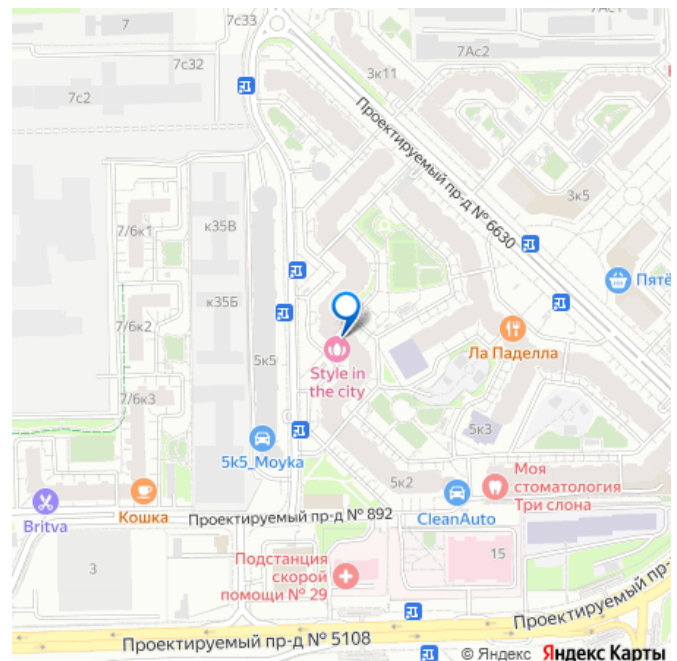 7с33
7
7с32
7Ас2
3к11
7с2
Проектируемый пр-д № 6630
3к5
к35В
7/6к1
Пятё
к35Б
7/6к2
Ла Паделла
5к5
Style in
the city
7/6к3
5к3
5k5_Moyka
5к2
Моя
стоматология
Три слона
CleanAuto
Britva
Кошка
Проектируемый пр-д № 892
15
3
Подстанция
скорой
помощи № 29
Проектируемый пр-
Проектируемый пр-д № 5108
© Яндекс Яндекс Карты